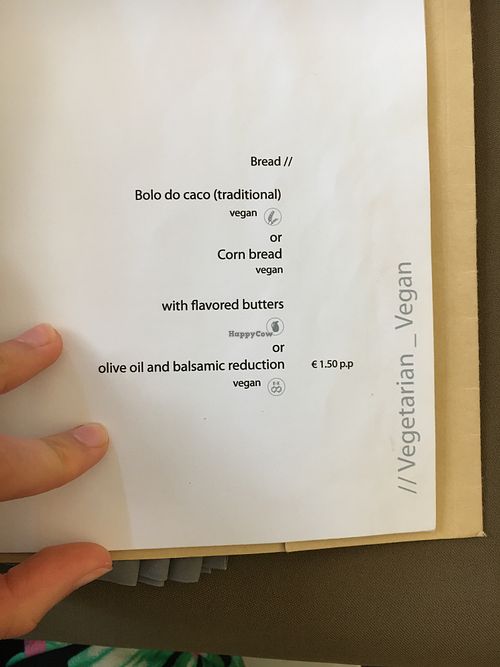 Bread //
Bolo do caco (traditional)
vegan
or
Corn bread
vegan
with flavored butters
HappyCow
or
olive oil and balsamic reduction € 1.50 p.p
vegan
// Vegetarian _ Vegan